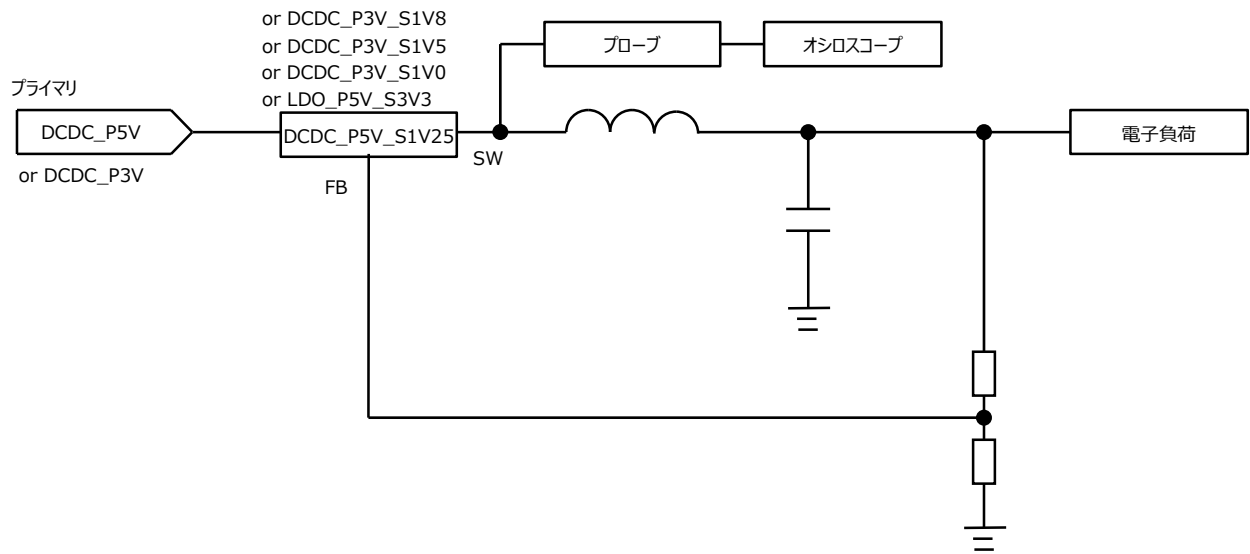 or DCDC_P3V_S1V8
or DCDC_P3V_S1V5
or DCDC_P3V_S1V0
or LDO_P5V_S3V3
プローブ
オシロスコープ
プライマリ
DCDC_P5V
or DCDC_P3V
DCDC_P5V_S1V25
SW
FB
電子負荷